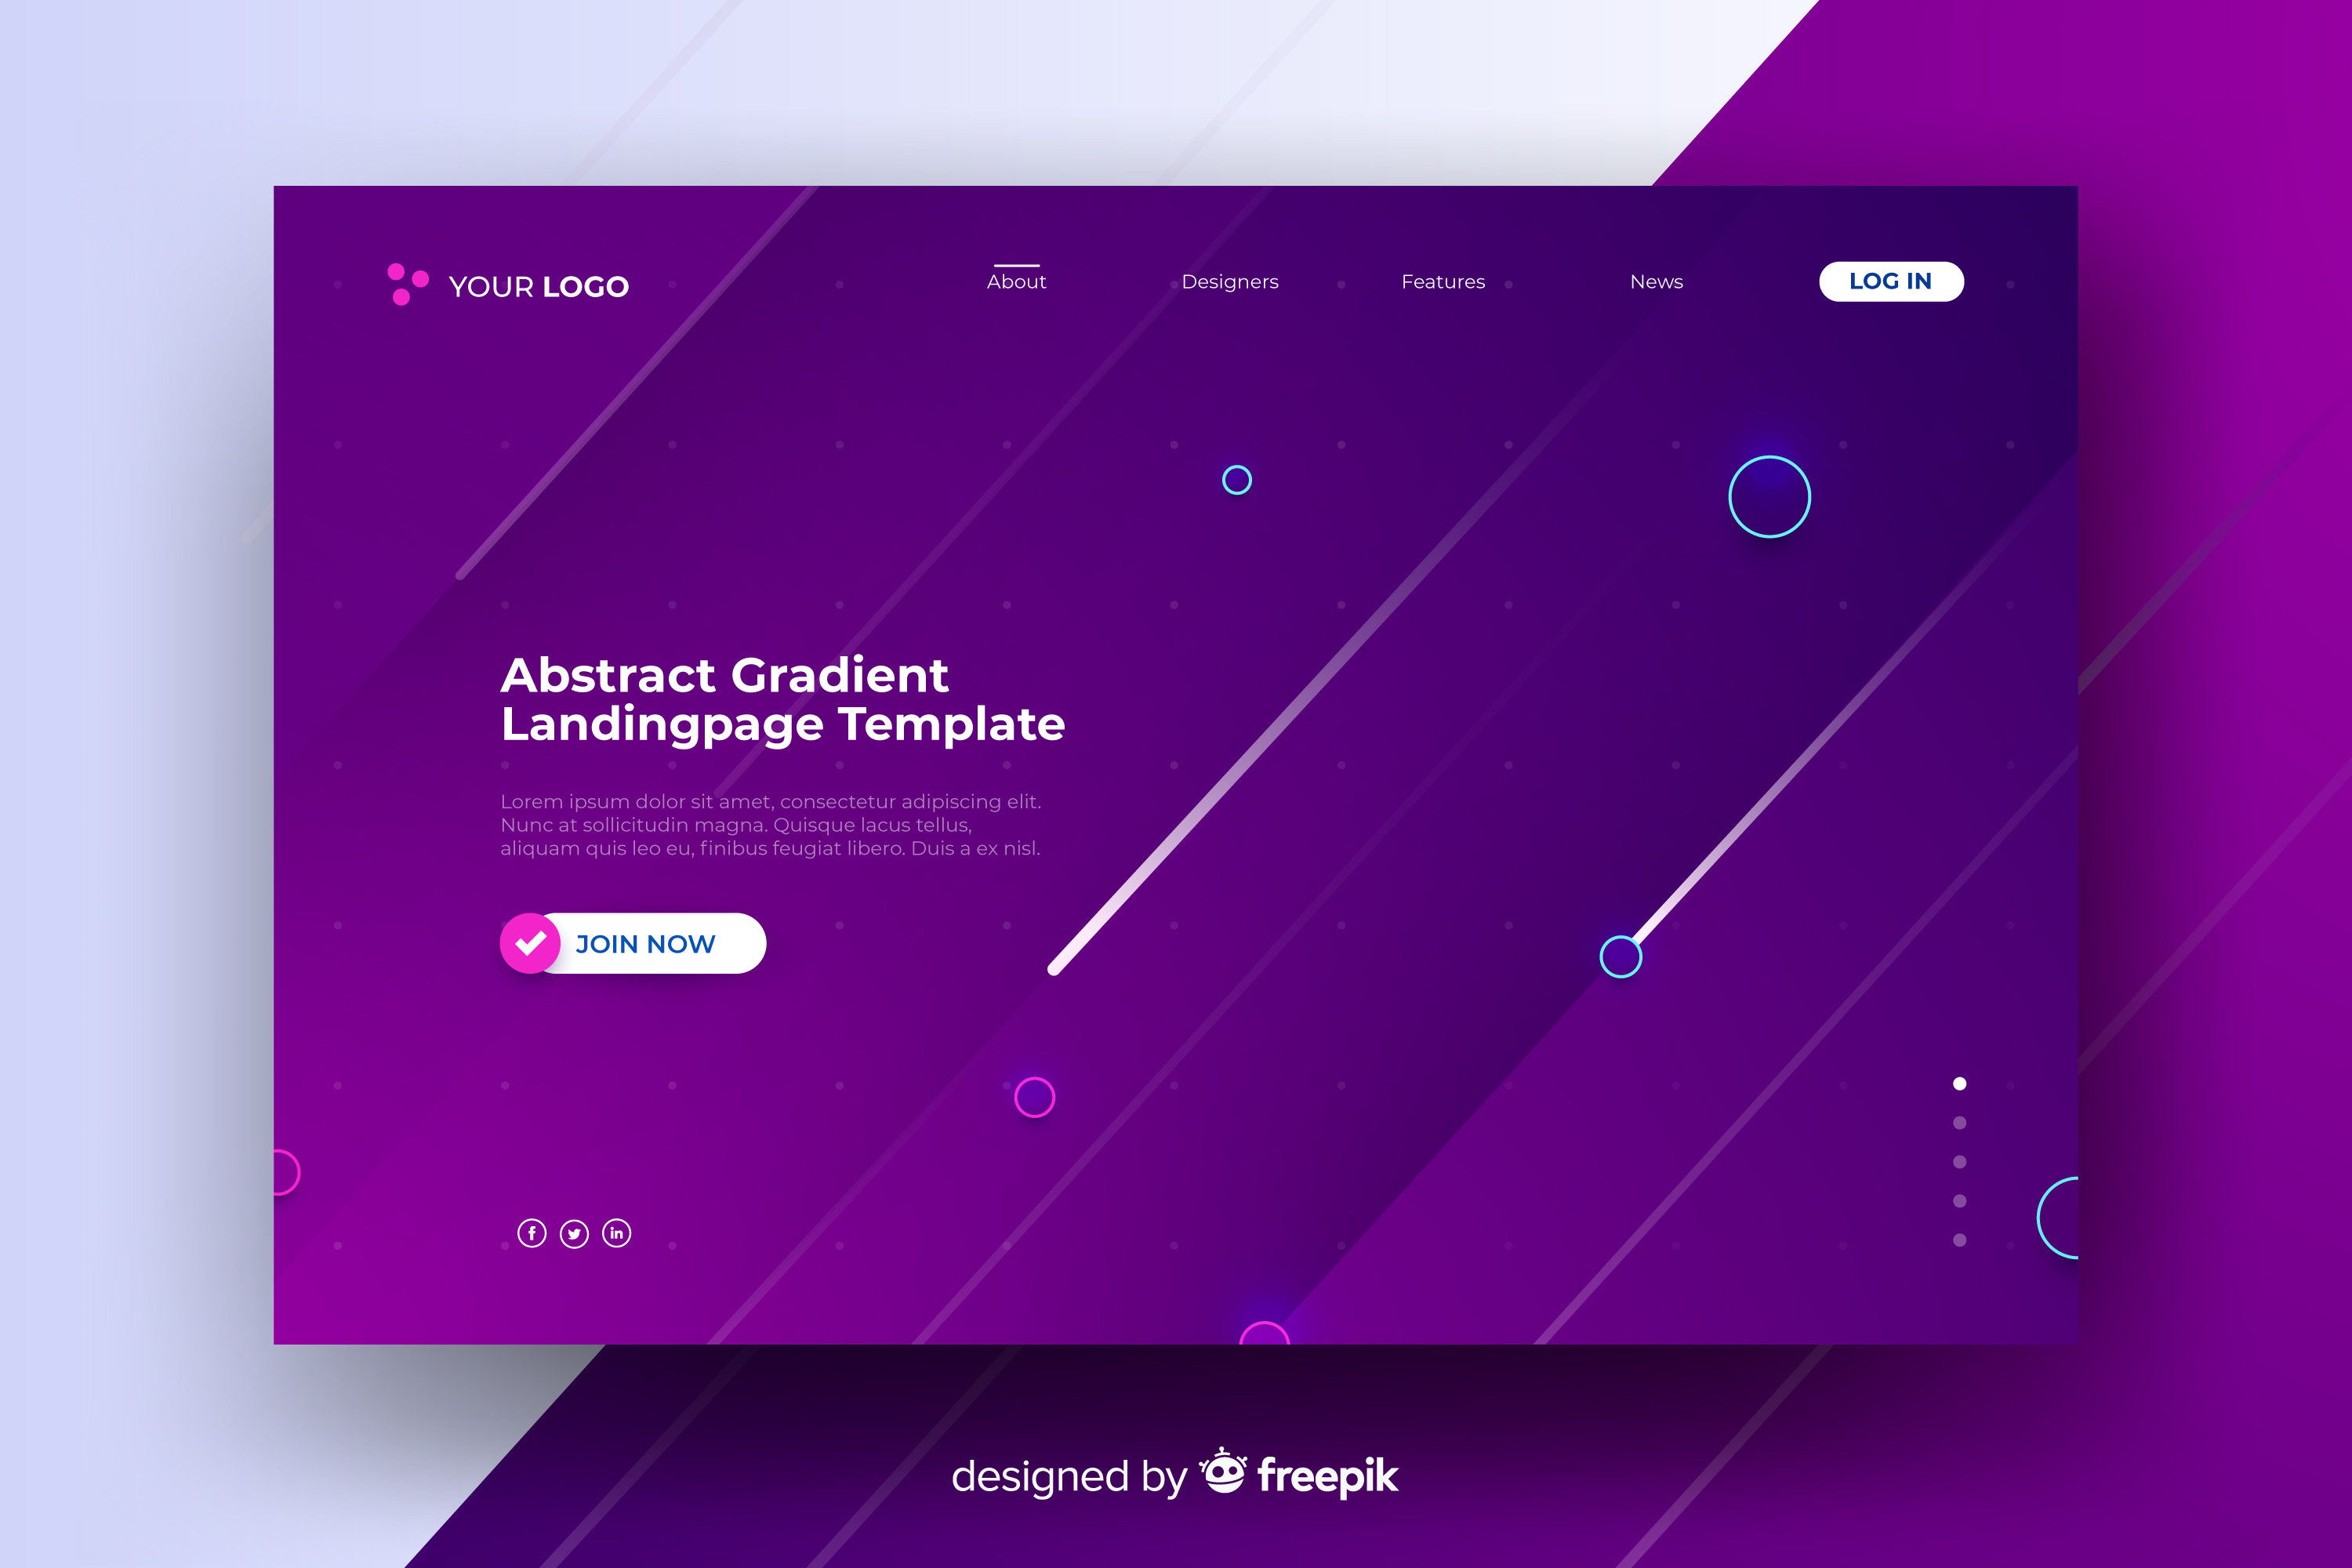 YOUR LOGO
About Designers Features News LOG IN
Abstract Gradient
Landingpage Template
Lorem ipsum dolor sit amet, consectetur adipiscing elit.
Nunc at sollicitudin magna. Quisque lacus tellus,
aliquam quis leo eu, finibus feugiat libero. Duis a ex nisl.
JOIN NOW
f in
designed by freepik